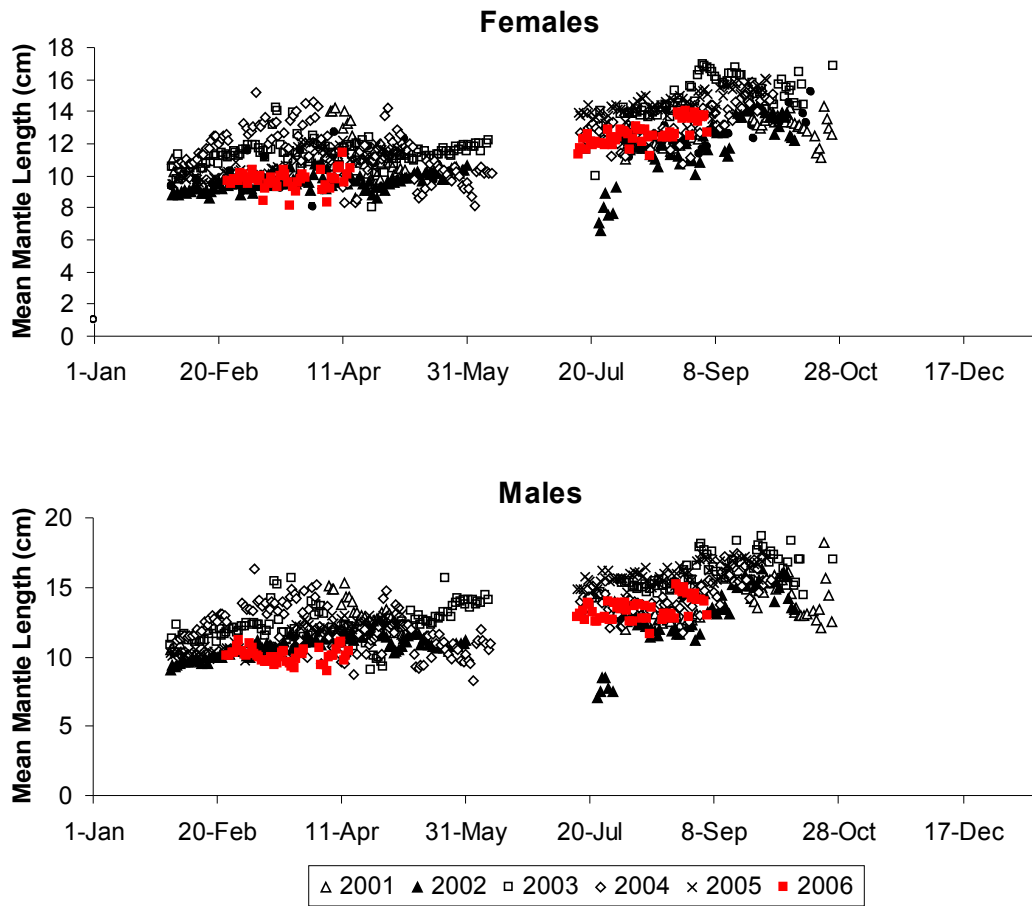 Females
Mean Mantle Length (cm)
18
16
14
12
10
8
6
4
2
0
1-Jan 20-Feb 11-Apr 31-May 20-Jul 8-Sep 28-Oct 17-Dec
Males
Mean Mantle Length (cm)
20
15
10
5
0
1-Jan 20-Feb 11-Apr 31-May 20-Jul 8-Sep 28-Oct 17-Dec
2001 2002 2003 2004 2005 2006